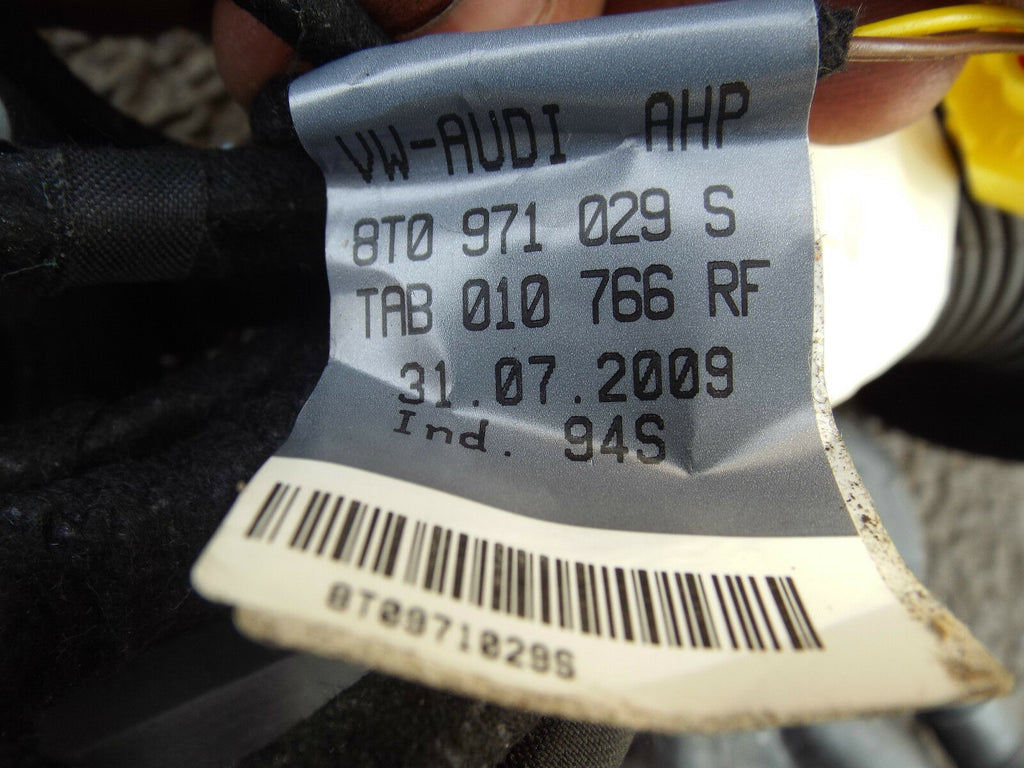 VW-AUDI AHP
8T0 971 029 S
TAB 010 766 RF
31.07.2009
Ind. 94S
8T0971029S